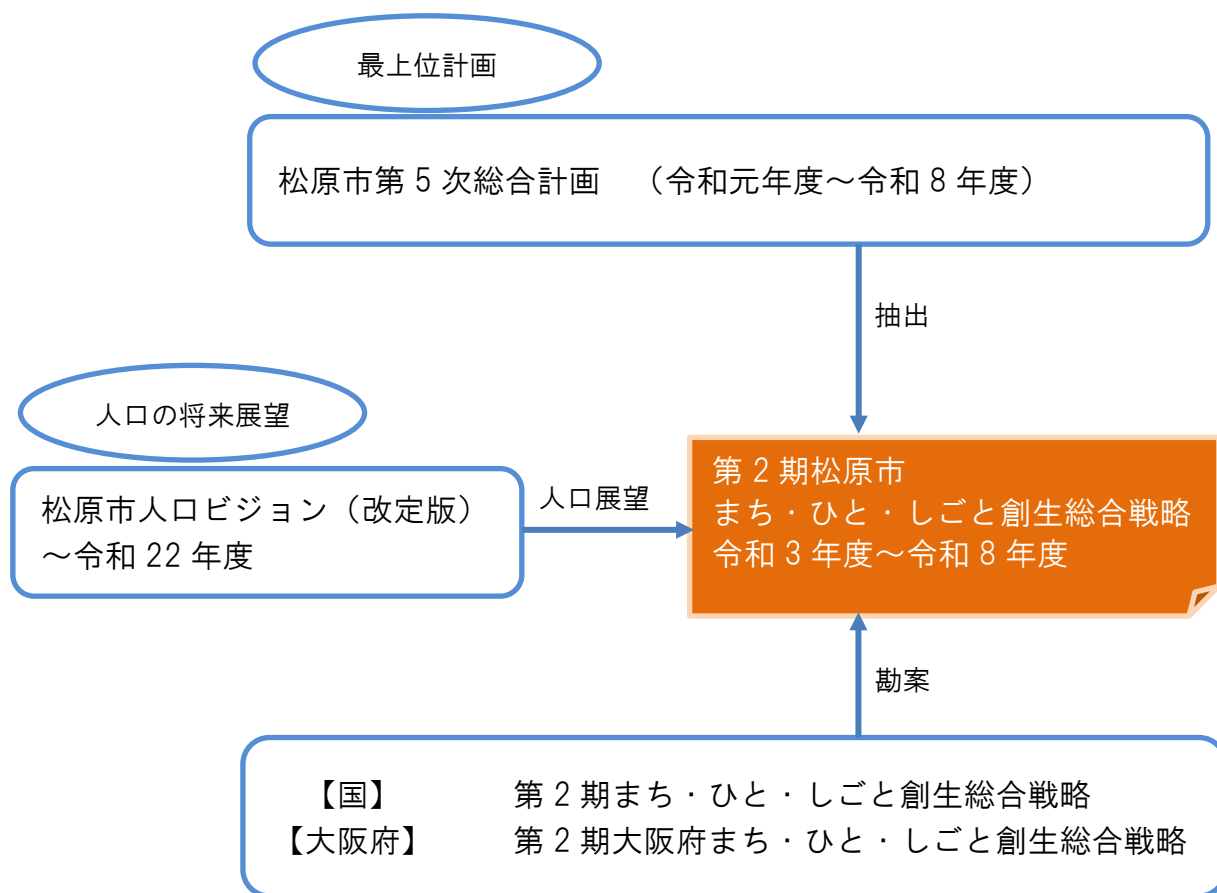 最上位計画
松原市第5次総合計画　（令和元年度～令和8年度）
抽出
人口の将来展望
松原市人口ビジョン（改定版）
～令和22年度
人口展望
第2期松原市
まち・ひと・しごと創生総合戦略
令和3年度～令和8年度
勘案
【国】　第2期まち・ひと・しごと創生総合戦略
【大阪府】　第2期大阪府まち・ひと・しごと創生総合戦略